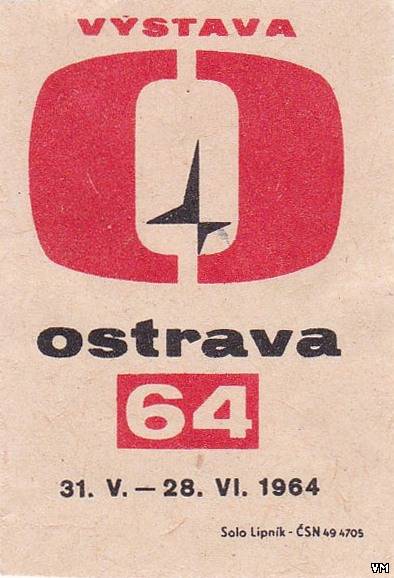 VÝSTAVA
ostrava
64
31. V. — 28. VI. 1964
Solo Lipník - ČSN 49 4705
VM